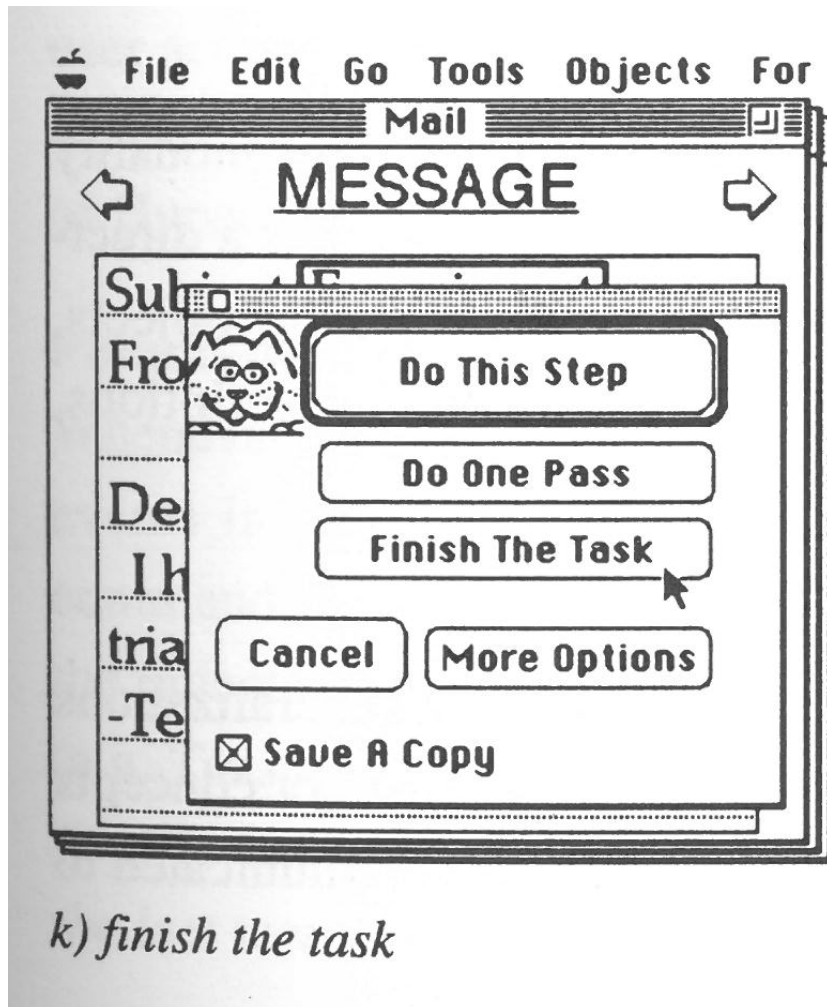 File Edit Go Tools Objects For
Mail
MESSAGE
Sub
Fro
Do This Step
Do One Pass
De
Finish The Task
I h
tria
Cancel More Options
-Te
Save A Copy
k) finish the task